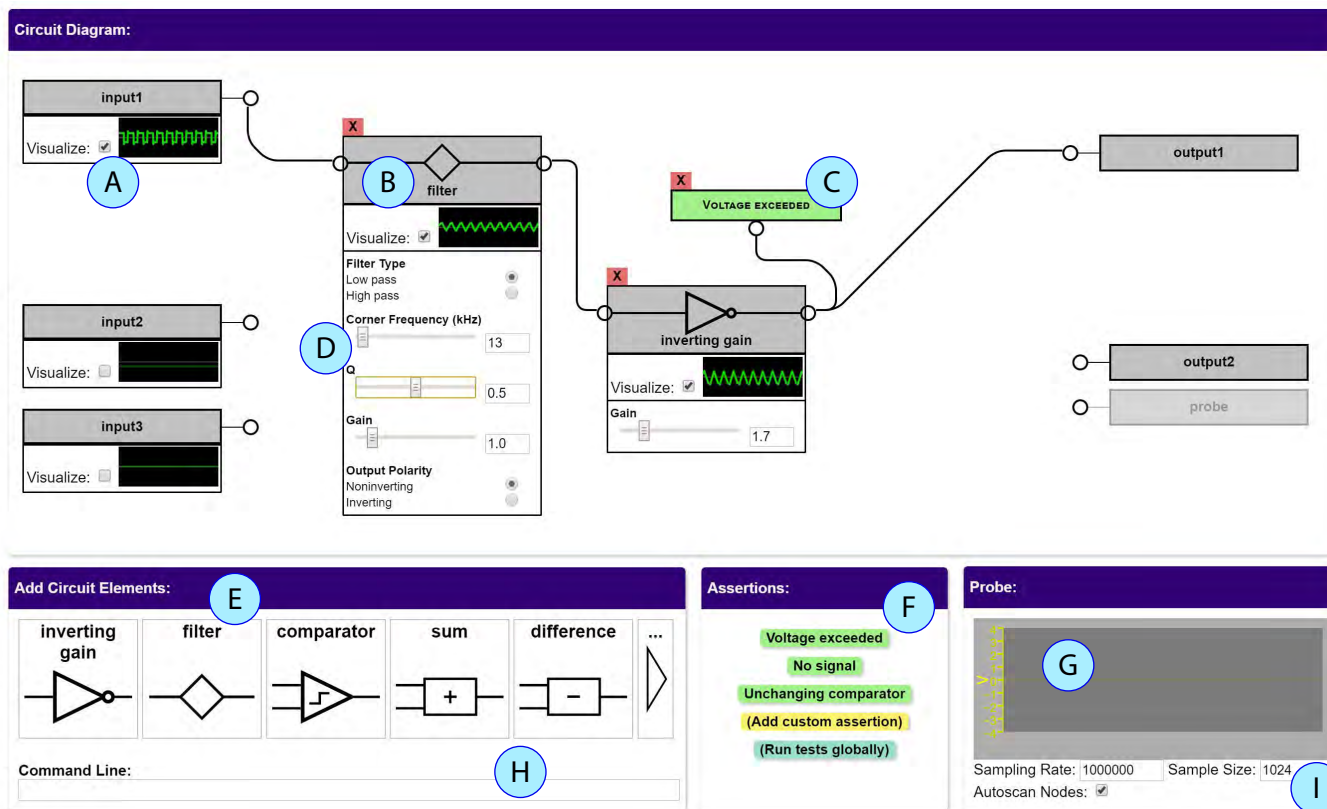 Circuit Diagram:
input1
Visualize:
A
X
B
filter
Visualize:
Filter Type
Low pass
High pass
Corner Frequency (kHz)
13
D
Q
0.5
Gain
1.0
Output Polarity
Noninverting
Inverting
input2
Visualize:
input3
Visualize:
X
VOLTAGE EXCEEDED
C
X
inverting gain
Visualize:
Gain
1.7
output1
output2
probe
Add Circuit Elements:
E
inverting
gain
filter
comparator
sum
difference
...
+
-
Command Line:
H
Assertions:
F
Voltage exceeded
No signal
Unchanging comparator
(Add custom assertion)
(Run tests globally)
Probe:
G
V
Sampling Rate: 1000000 Sample Size: 1024
Autoscan Nodes:
I